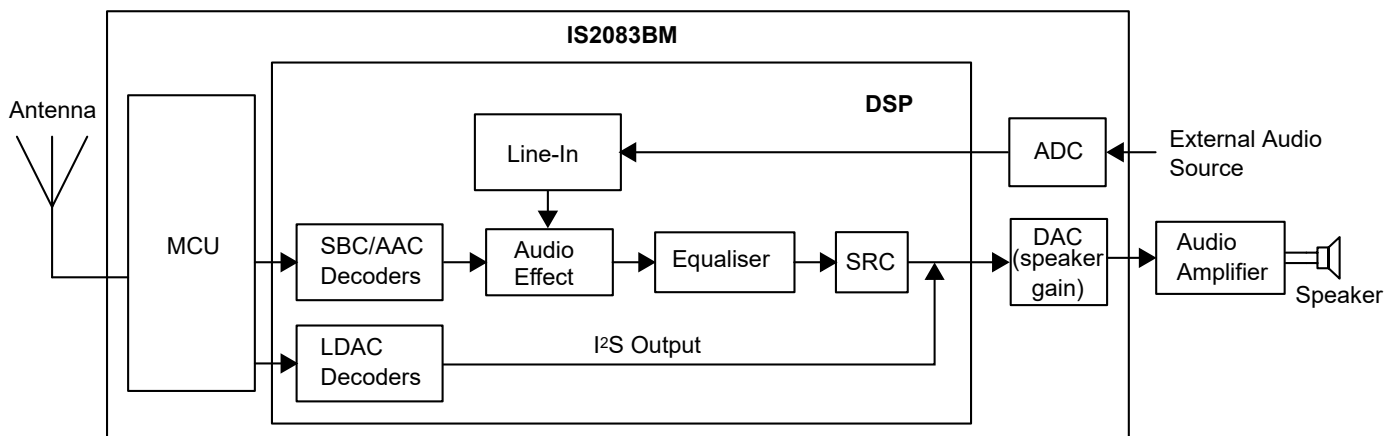 IS2083BM
DSP
Antenna
MCU
Line-In
ADC
External Audio
Source
SBC/AAC
Decoders
Audio
Effect
Equaliser
SRC
DAC
(speaker
gain)
Audio
Amplifier
Speaker
LDAC
Decoders
I²S Output